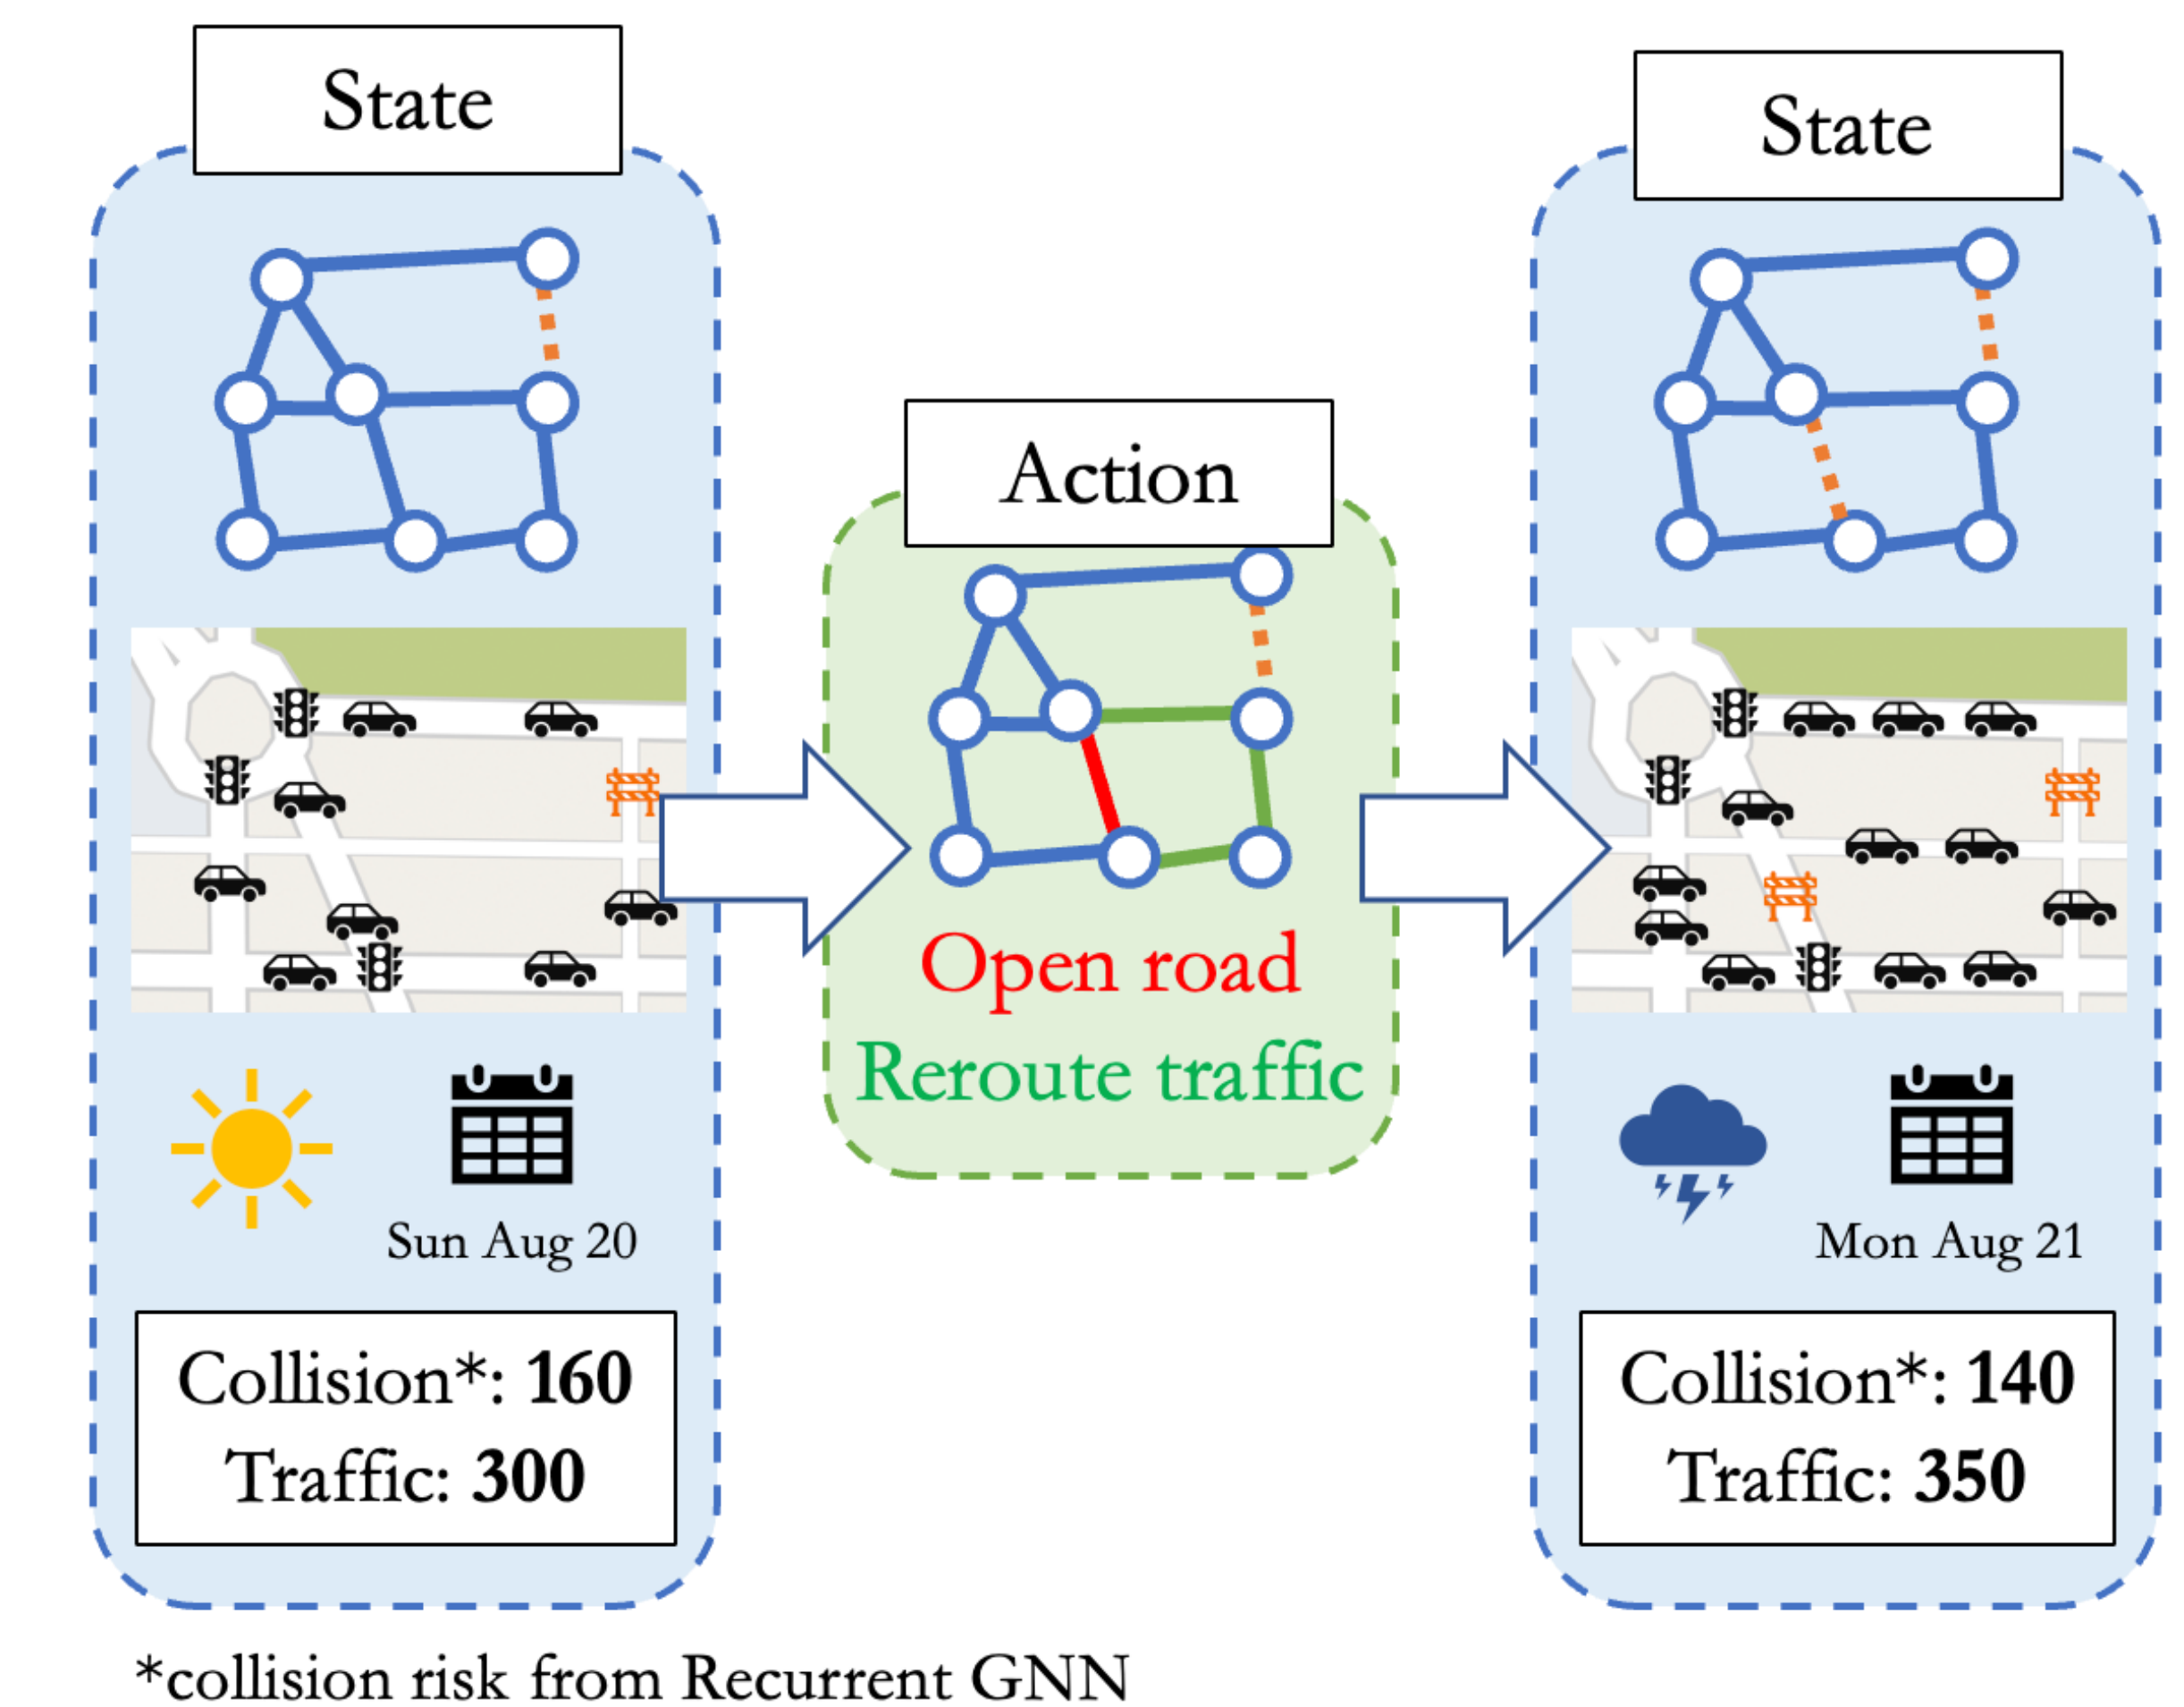 State
Sun Aug 20
Collision*: 160
Traffic: 300
Action
Open road
Reroute traffic
State
Mon Aug 21
Collision*: 140
Traffic: 350
*collision risk from Recurrent GNN